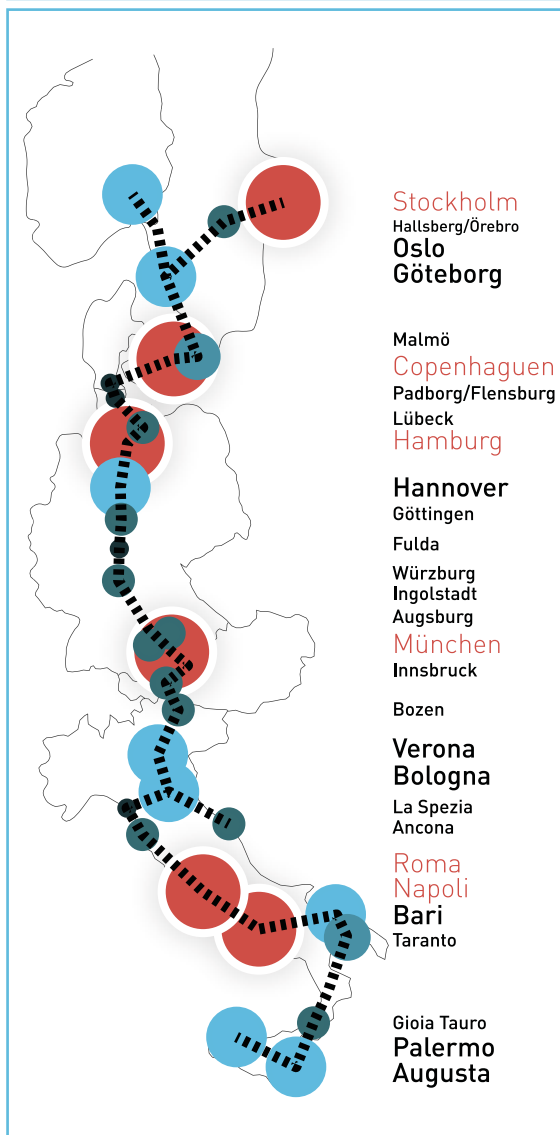 Stockholm
Hallsberg/Örebro
Oslo
Göteborg
Malmö
Copenhaguen
Padborg/Flensburg
Lübeck
Hamburg
Hannover
Göttingen
Fulda
Würzburg
Ingolstadt
Augsburg
München
Innsbruck
Bozen
Verona
Bologna
La Spezia
Ancona
Roma
Napoli
Bari
Taranto
Gioia Tauro
Palermo
Augusta